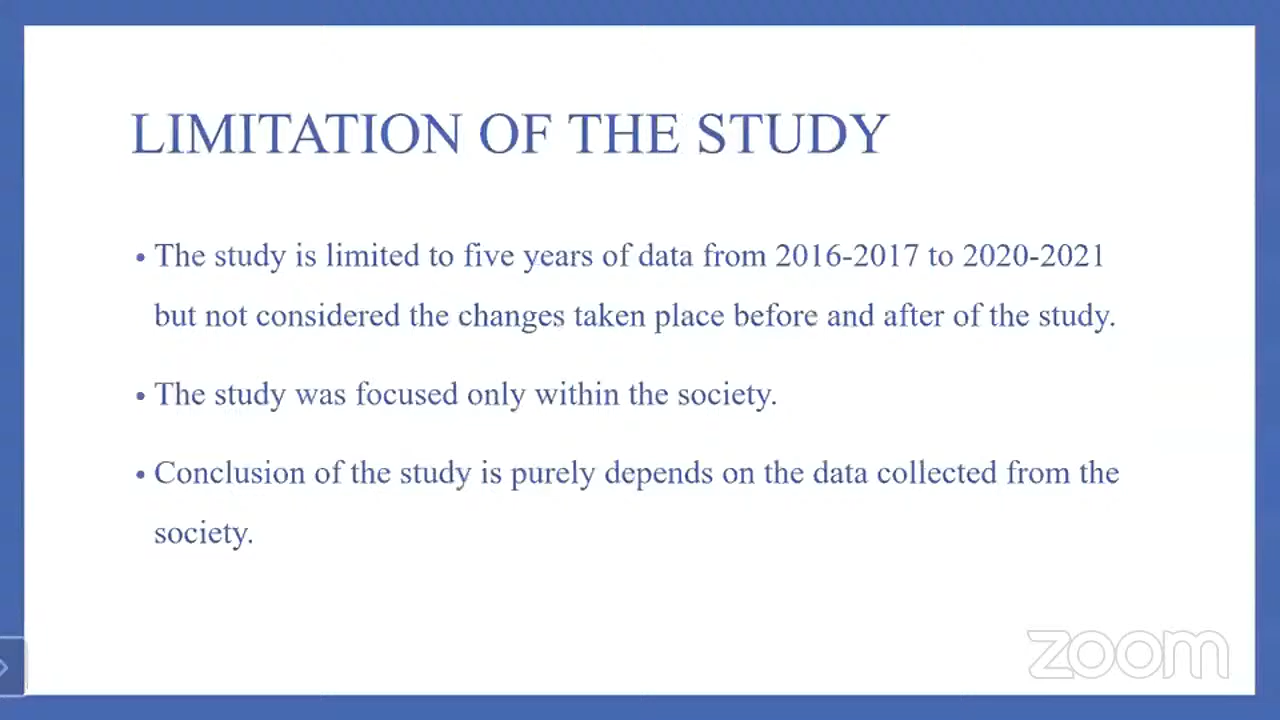 LIMITATION OF THE STUDY
• The study is limited to five years of data from 2016-2017 to 2020-2021
but not considered the changes taken place before and after of the study.
• The study was focused only within the society.
• Conclusion of the study is purely depends on the data collected from the
society.
zoom